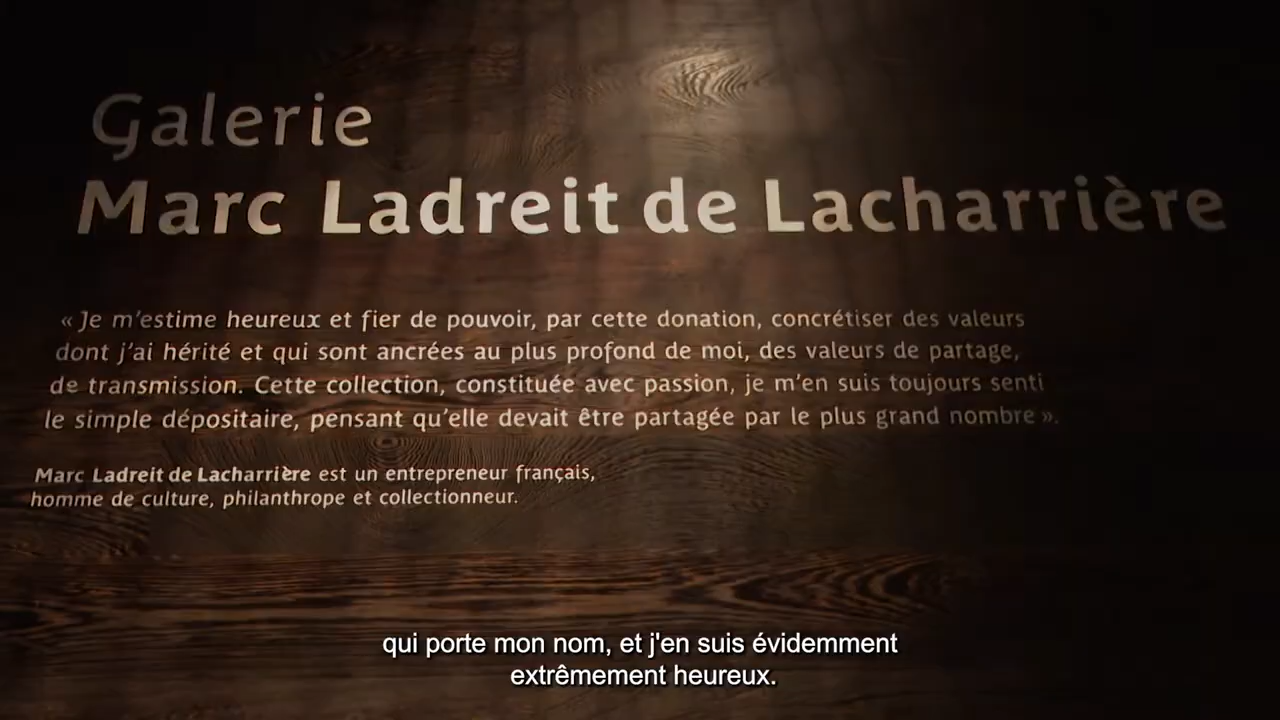 Galerie
Marc Ladreit de Lacharrière
« Je m'estime heureux et fier de pouvoir, par cette donation, concrétiser des valeurs
dont j'ai hérité et qui sont ancrées au plus profond de moi, des valeurs de partage,
de transmission. Cette collection, constituée avec passion, je m'en suis toujours senti
le simple dépositaire, pensant qu'elle devait être partagée par le plus grand nombre ».
Marc Ladreit de Lacharrière est un entrepreneur français,
homme de culture, philanthrope et collectionneur.
qui porte mon nom, et j'en suis évidemment
extrêmement heureux.